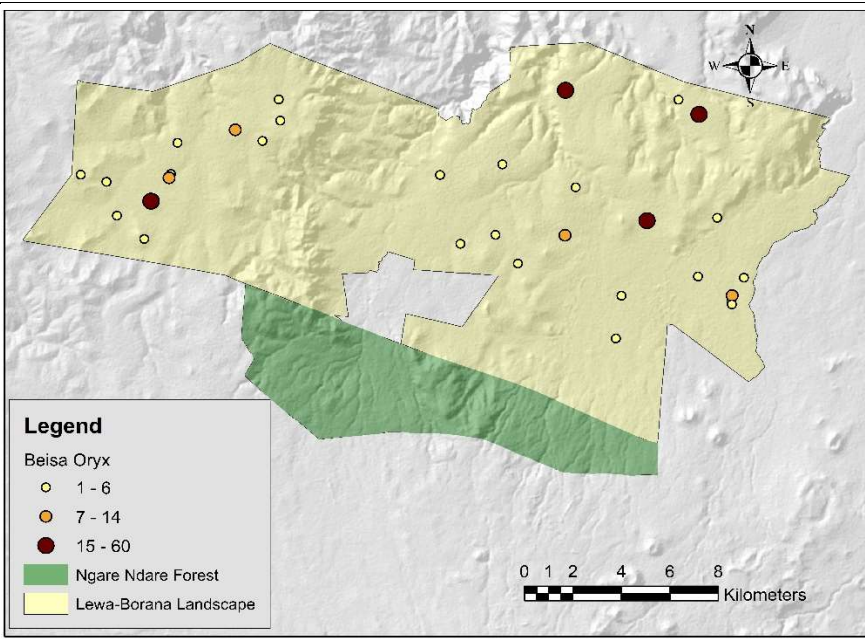 N
W E
S
Legend
Beisa Oryx
1 - 6
7 - 14
15 - 60
Ngare Ndare Forest
Lewa-Borana Landscape
0 1 2 4 6 8
Kilometers